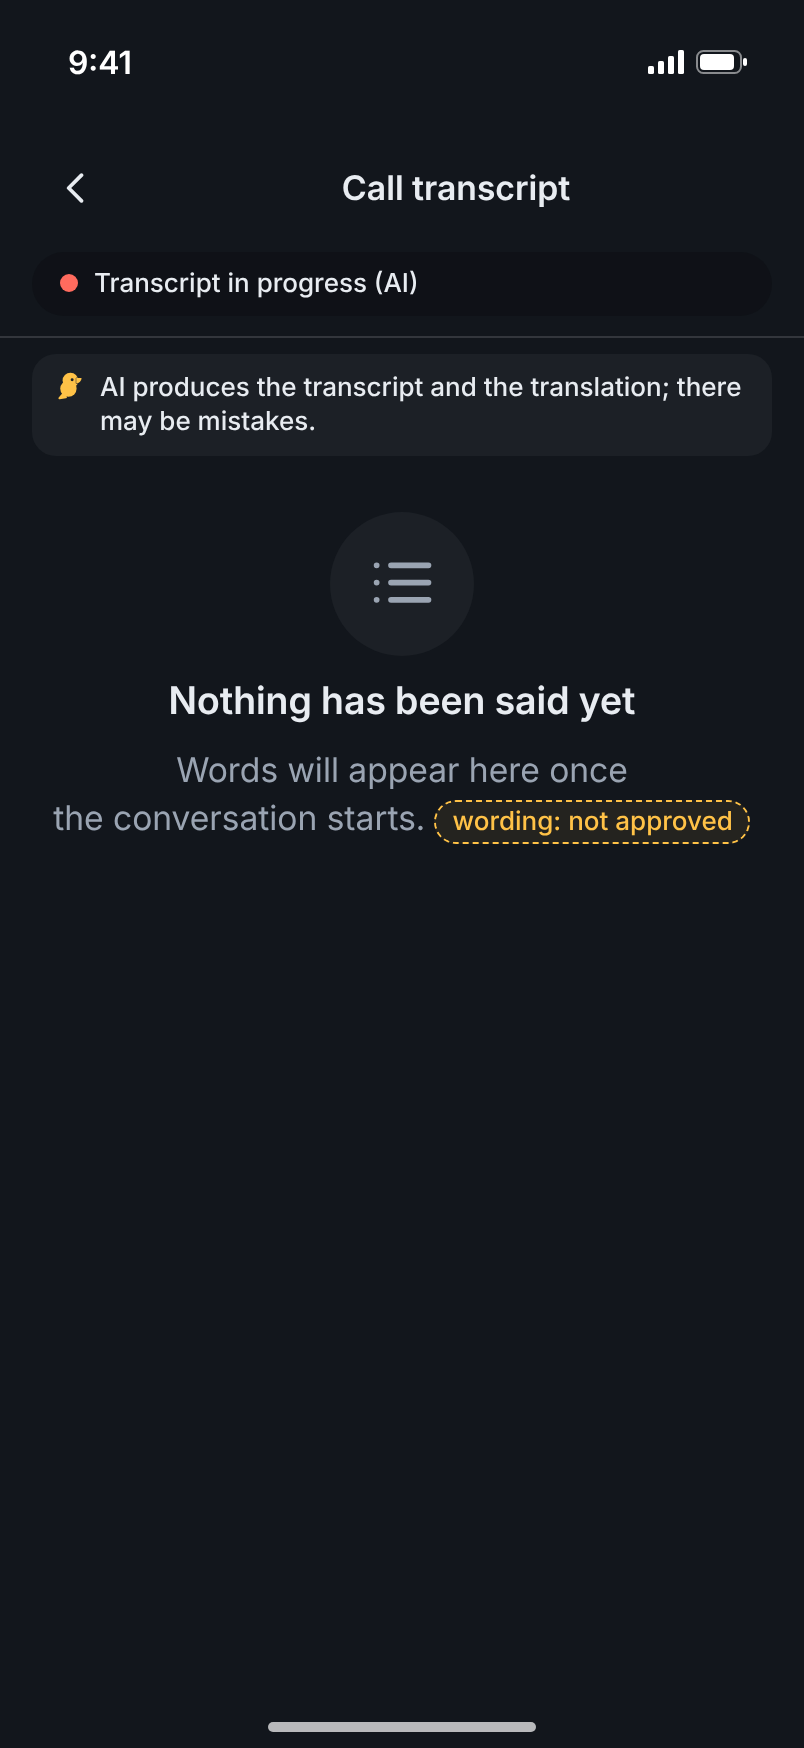 9:41
Call transcript
Transcript in progress (AI)
AI produces the transcript and the translation; there
may be mistakes.
Nothing has been said yet
Words will appear here once
the conversation starts. wording: not approved